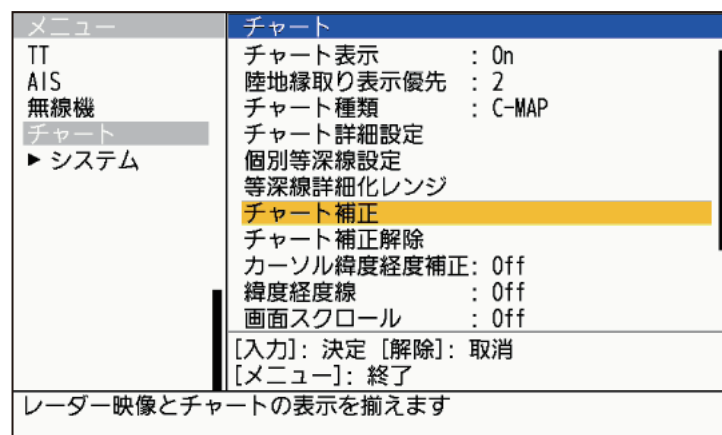 メニュー
TT
AIS
無線機
チャート
▶ システム
チャート
チャート表示 : On
陸地縁取り表示優先 : 2
チャート種類 : C-MAP
チャート詳細設定
個別等深線設定
等深線詳細化レンジ
チャート補正
チャート補正解除
カーソル緯度経度補正: Off
緯度経度線 : Off
画面スクロール : Off
[入力]: 決定 [解除]: 取消
[メニュー]: 終了
レーダー映像とチャートの表示を揃えます